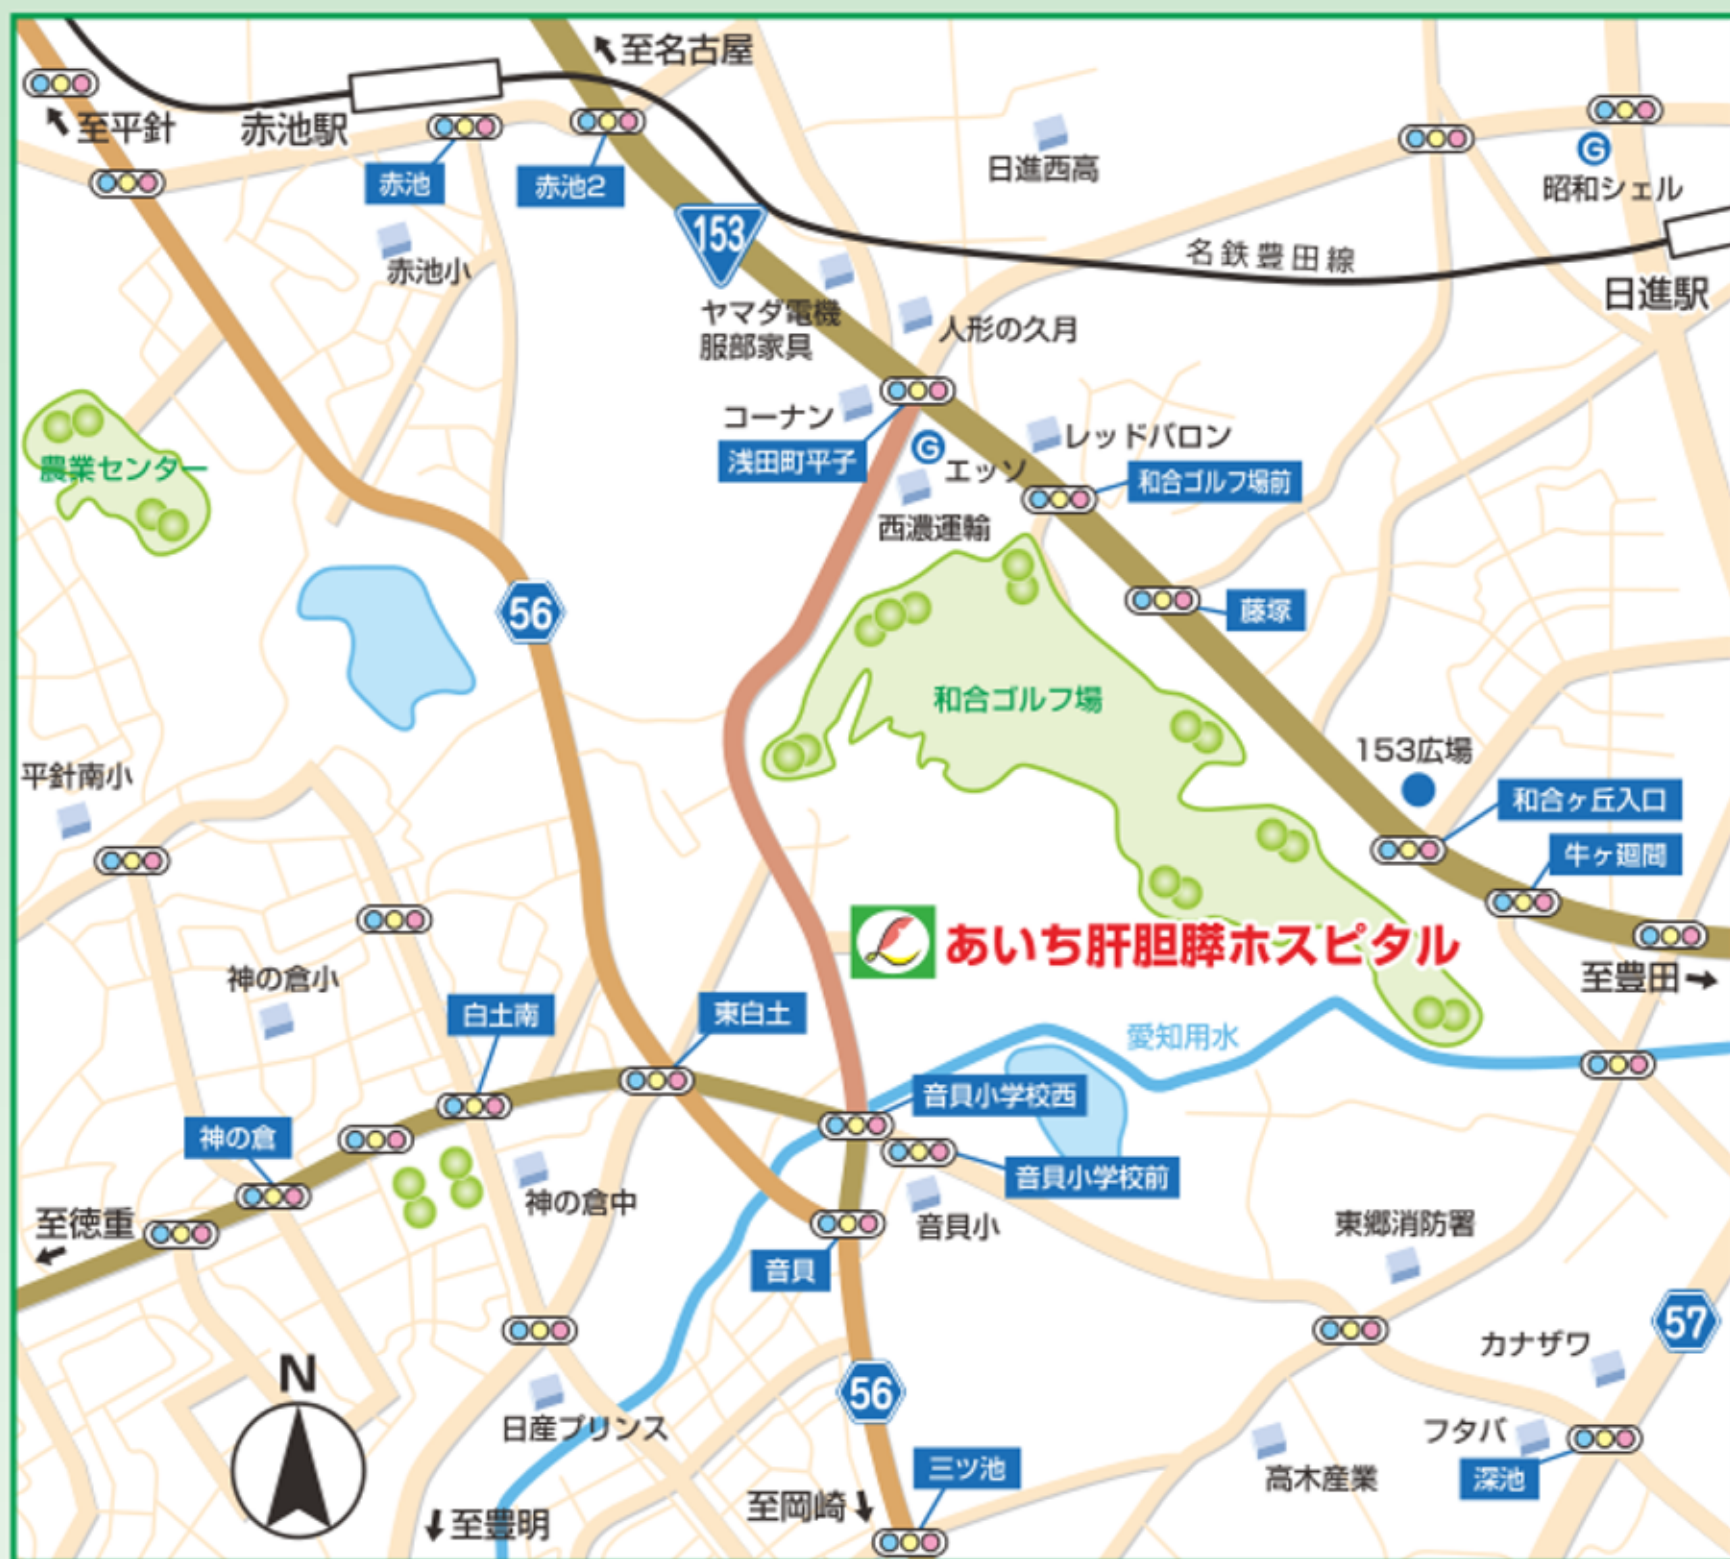 至名古屋
至平針
赤池駅
赤池
赤池2
日進西高
昭和シェル
G
153
赤池小
名鉄豊田線
日進駅
ヤマダ電機
服部家具
人形の久月
コーナン
浅田町平子
G
エッソ
レッドバロン
和合ゴルフ場前
農業センター
西濃運輸
56
藤塚
和合ゴルフ場
153広場
平針南小
和合ヶ丘入口
牛ヶ廻間
あいち肝胆膵ホスピタル
至豊田
神の倉小
白土南
東白土
愛知用水
音貝小学校西
神の倉
音貝小学校前
神の倉中
至徳重
音貝小
東郷消防署
音貝
57
カナザワ
N
56
日産プリンス
フタバ
高木産業
深池
三ツ池
至岡崎
至豊明